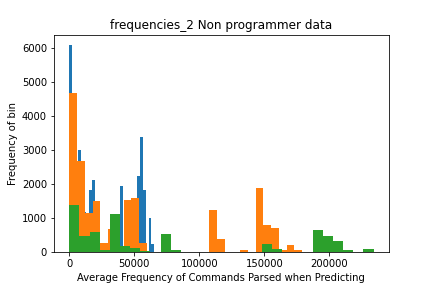 frequencies_2 Non programmer data
Frequency of bin
6000
5000
4000
3000
2000
1000
0
0 50000 100000 150000 200000
Average Frequency of Commands Parsed when Predicting